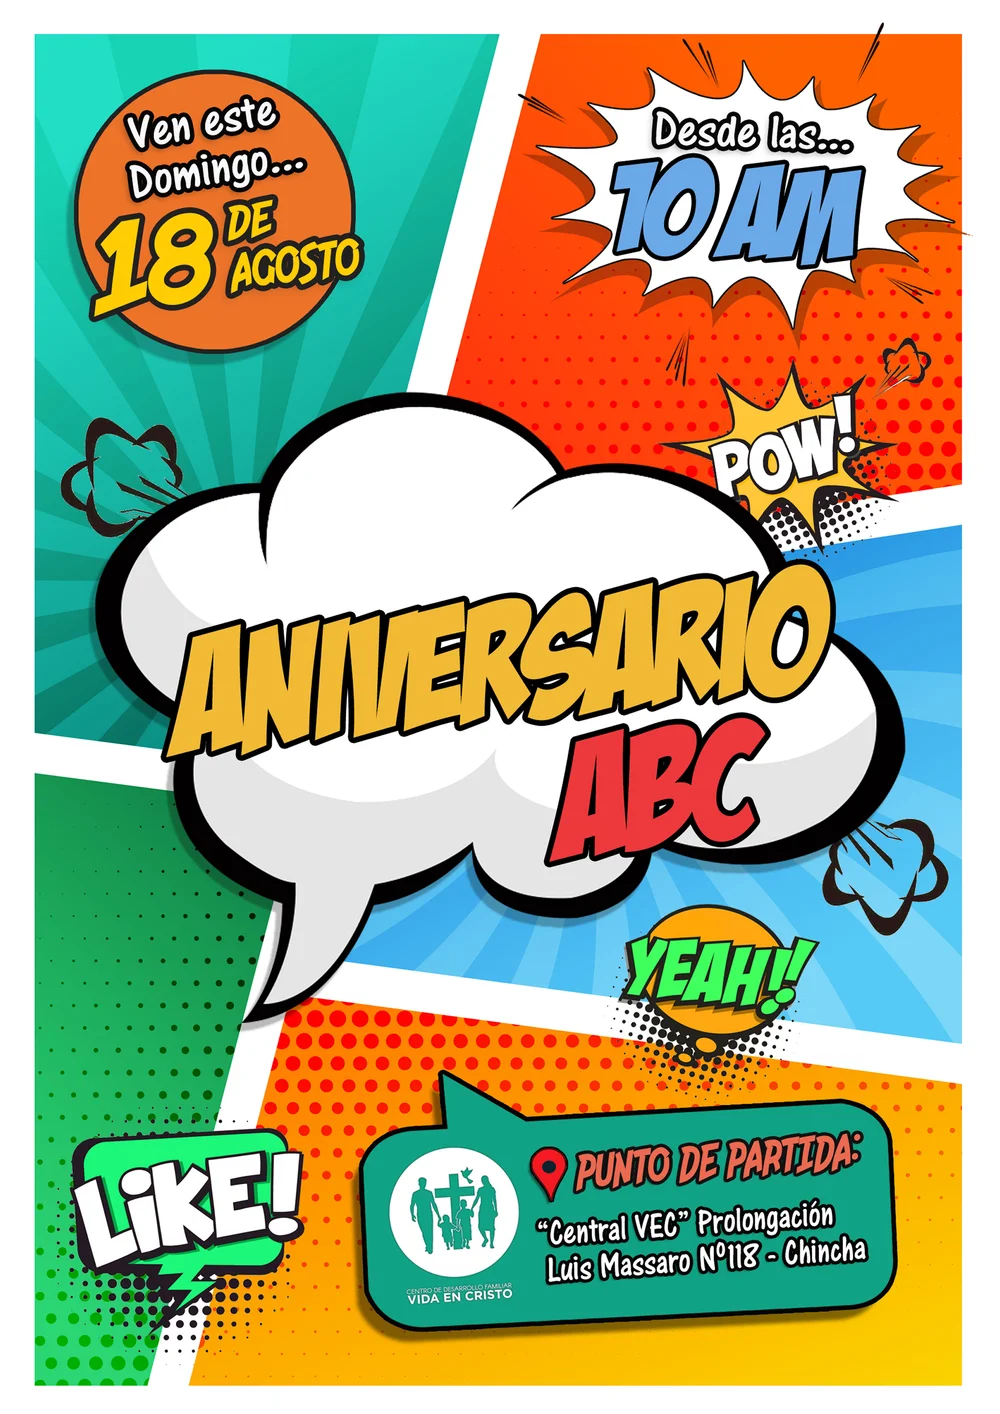 Ven este
Domingo...
18 DE
AGOSTO
Desde las...
10 AM
POW!
ANIVERSARIO
ABC
YEAH!!
LiKE!
PUNTO DE PARTIDA:
“Central VEC” Prolongación
Luis Massaro Nº118 - Chincha
CENTRO DE DESARROLLO FAMILIAR
VIDA EN CRISTO